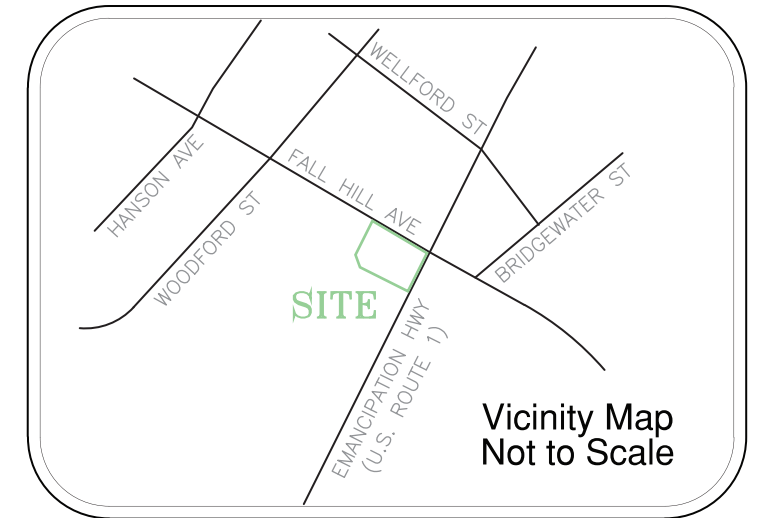 WELLFORD ST
HANSON AVE
FALL HILL AVE
WOODFORD ST
BRIDGEWATER ST
SITE
EMANCIPATION HWY
(U.S. ROUTE 1)
Vicinity Map
Not to Scale